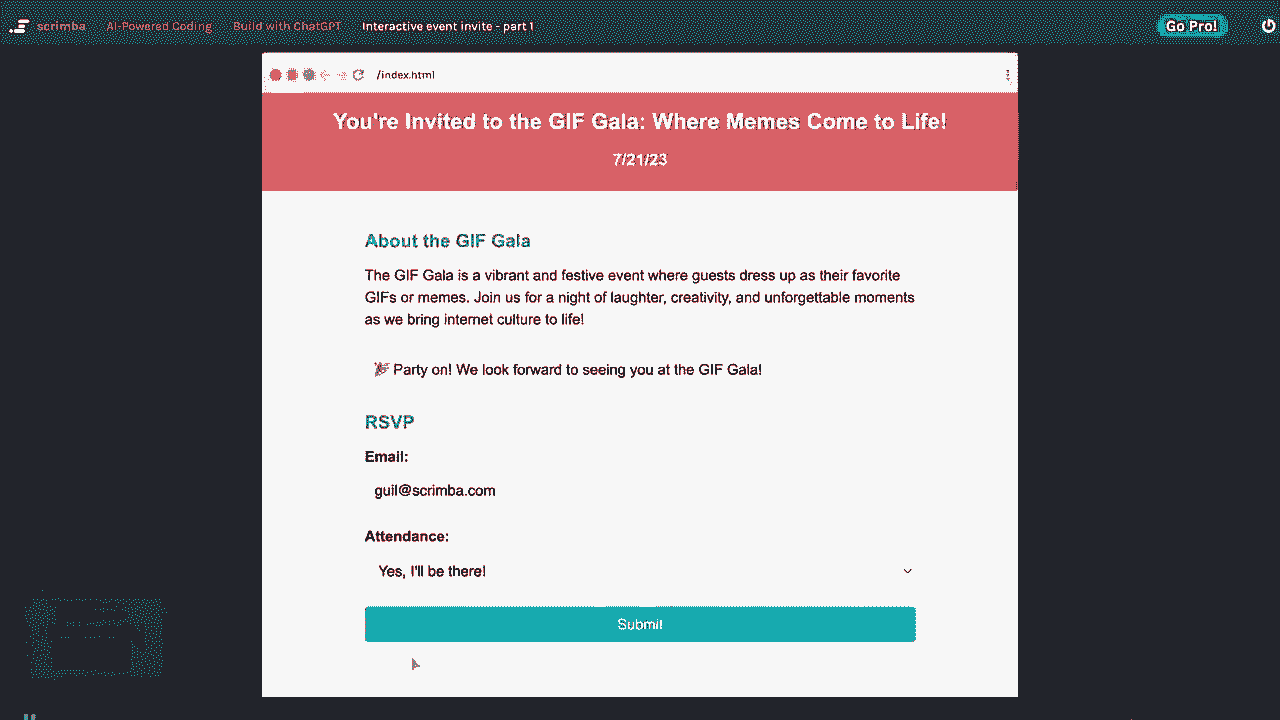 scrimba AI-Powered Coding Build with ChatGPT Interactive event invite - part 1 Go Pro!
/index.html
You're Invited to the GIF Gala: Where Memes Come to Life!
7/21/23
About the GIF Gala
The GIF Gala is a vibrant and festive event where guests dress up as their favorite
GIFs or memes. Join us for a night of laughter, creativity, and unforgettable moments
as we bring internet culture to life!
🎉 Party on! We look forward to seeing you at the GIF Gala!
RSVP
Email:
guil@scrimba.com
Attendance:
Yes, I'll be there!
Submit